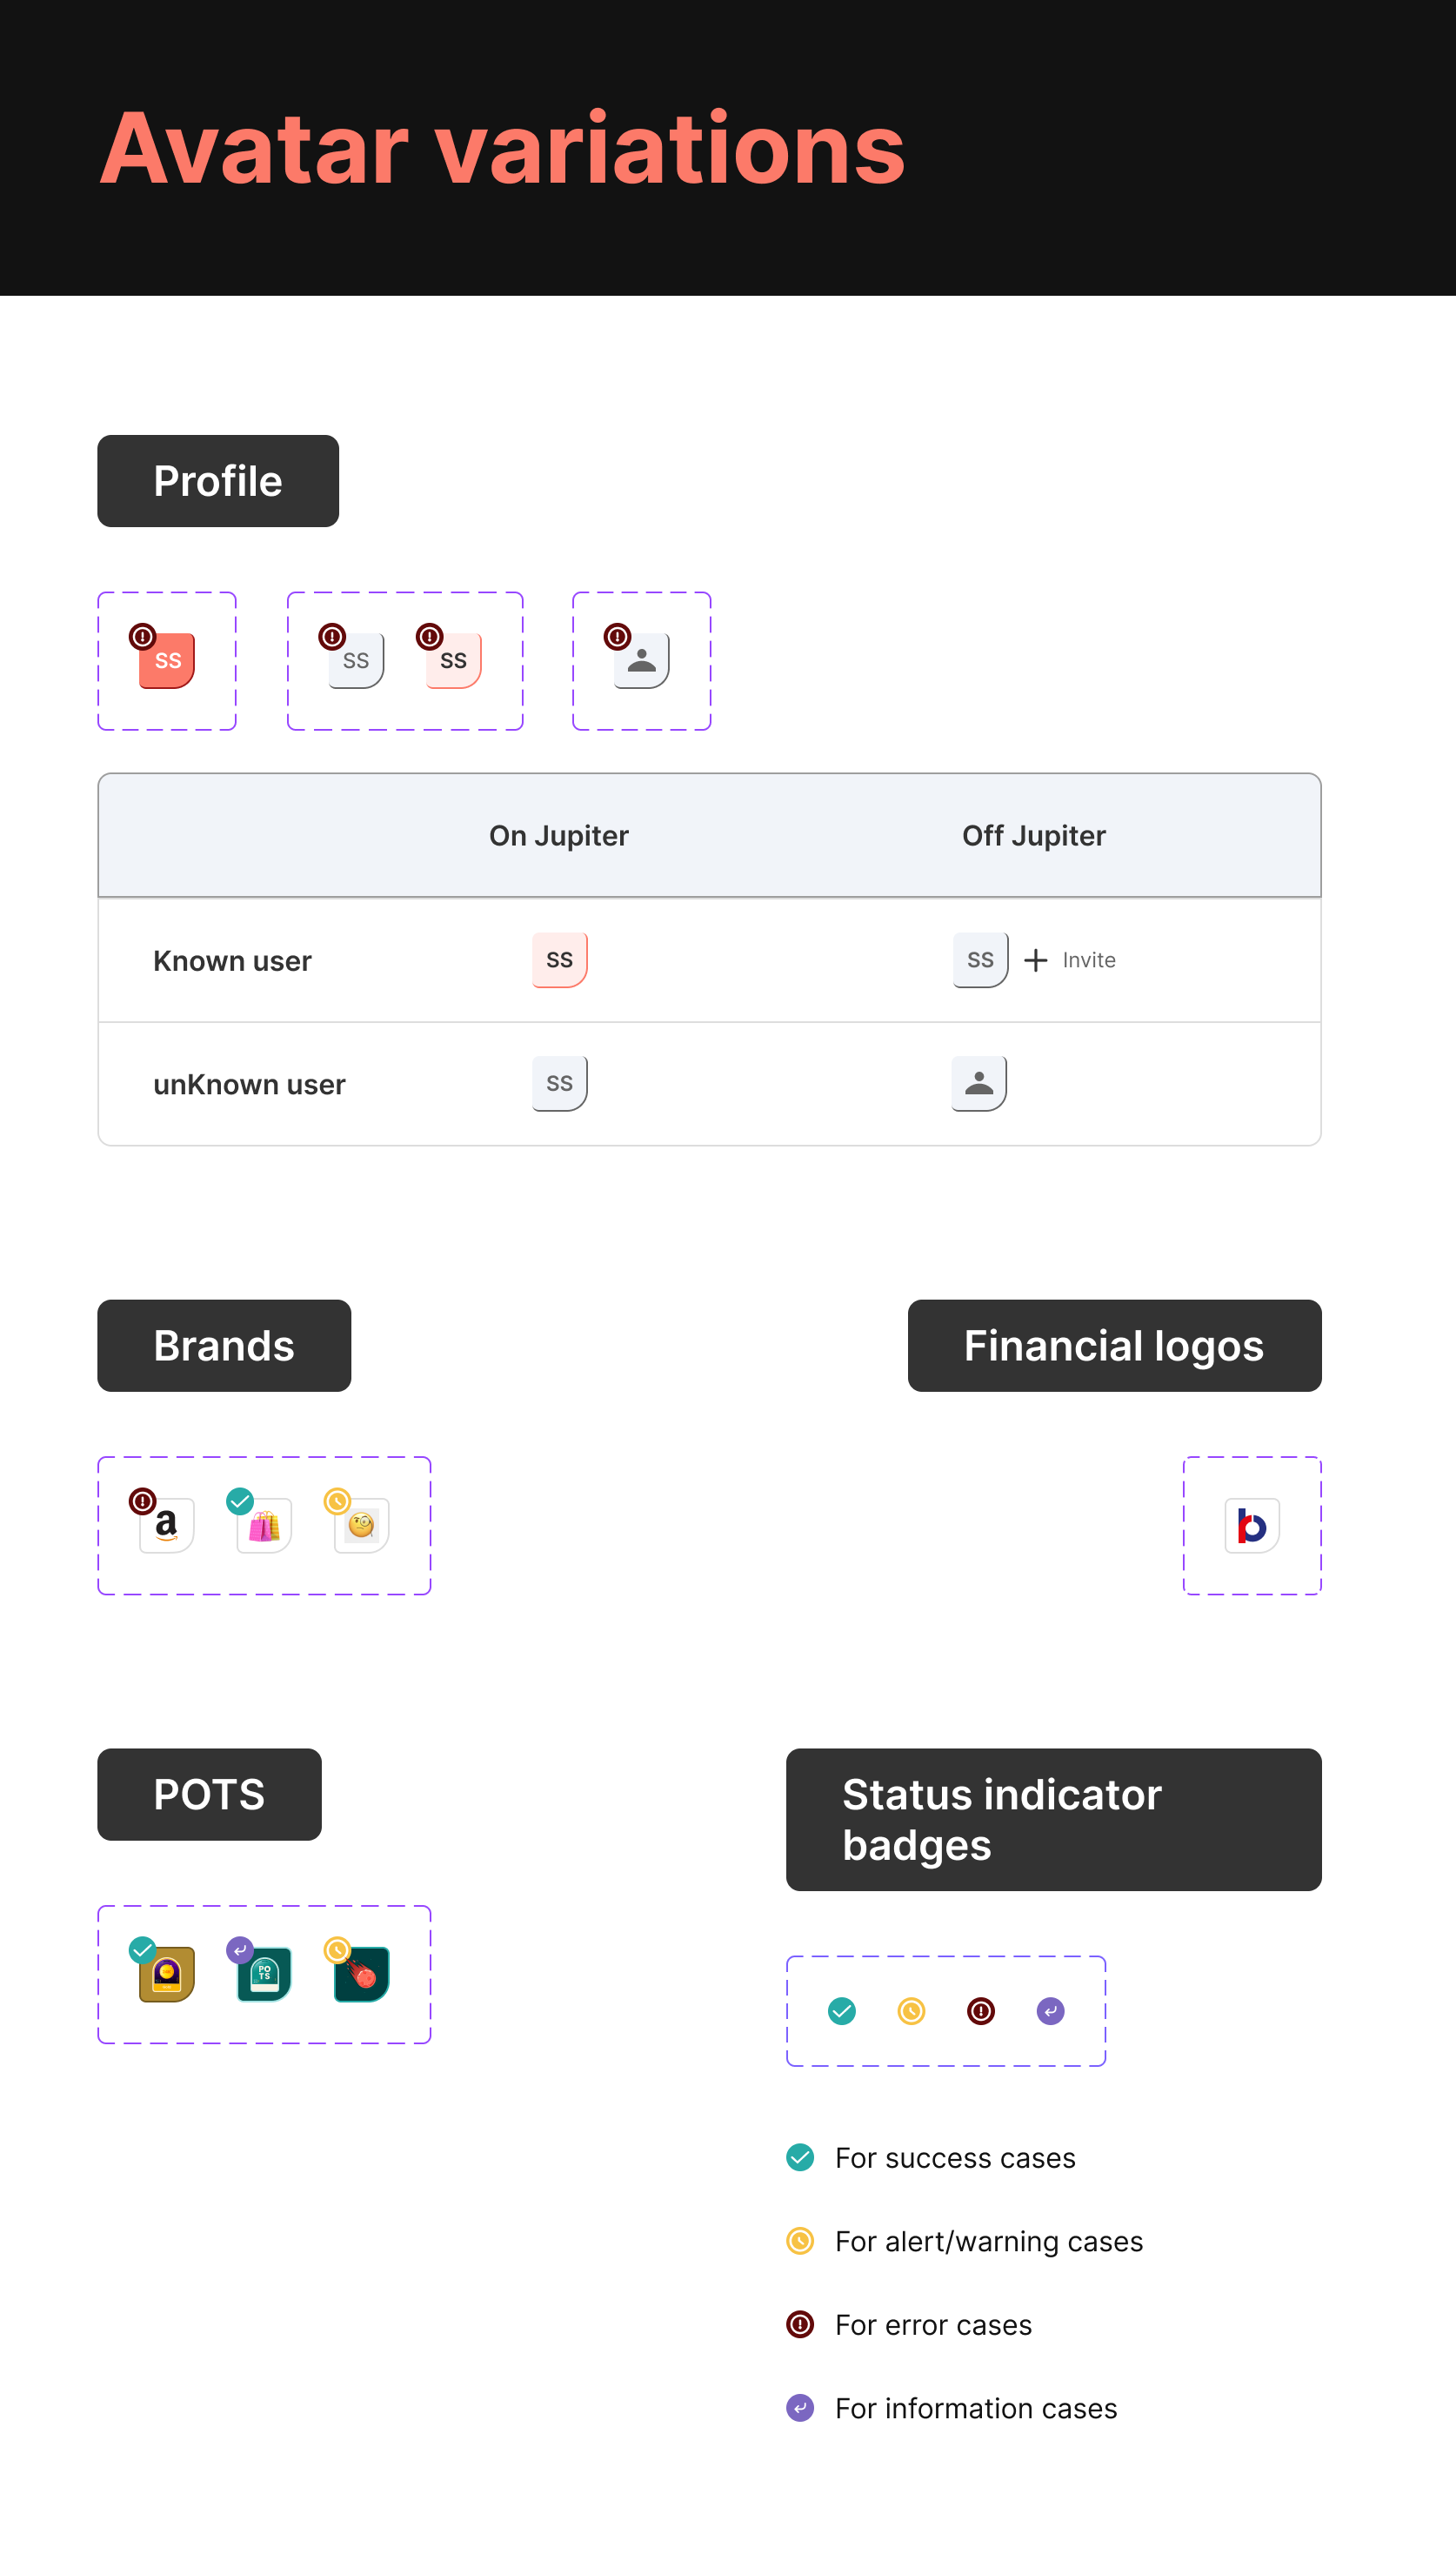 Avatar variations
Profile
SS
SS
SS
On Jupiter
Off Jupiter
Known user
SS
SS
Invite
unKnown user
SS
Brands
Financial logos
a
b
POTS
Status indicator
badges
PO
TS
For success cases
For alert/warning cases
For error cases
For information cases